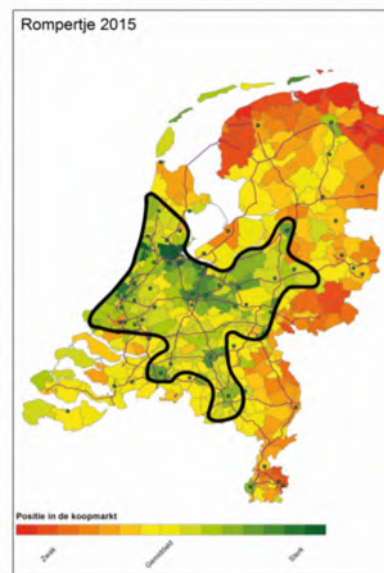 Rompertje 2015
Positie in de koopmarkt
Zwak
Gemiddeld
Sterk